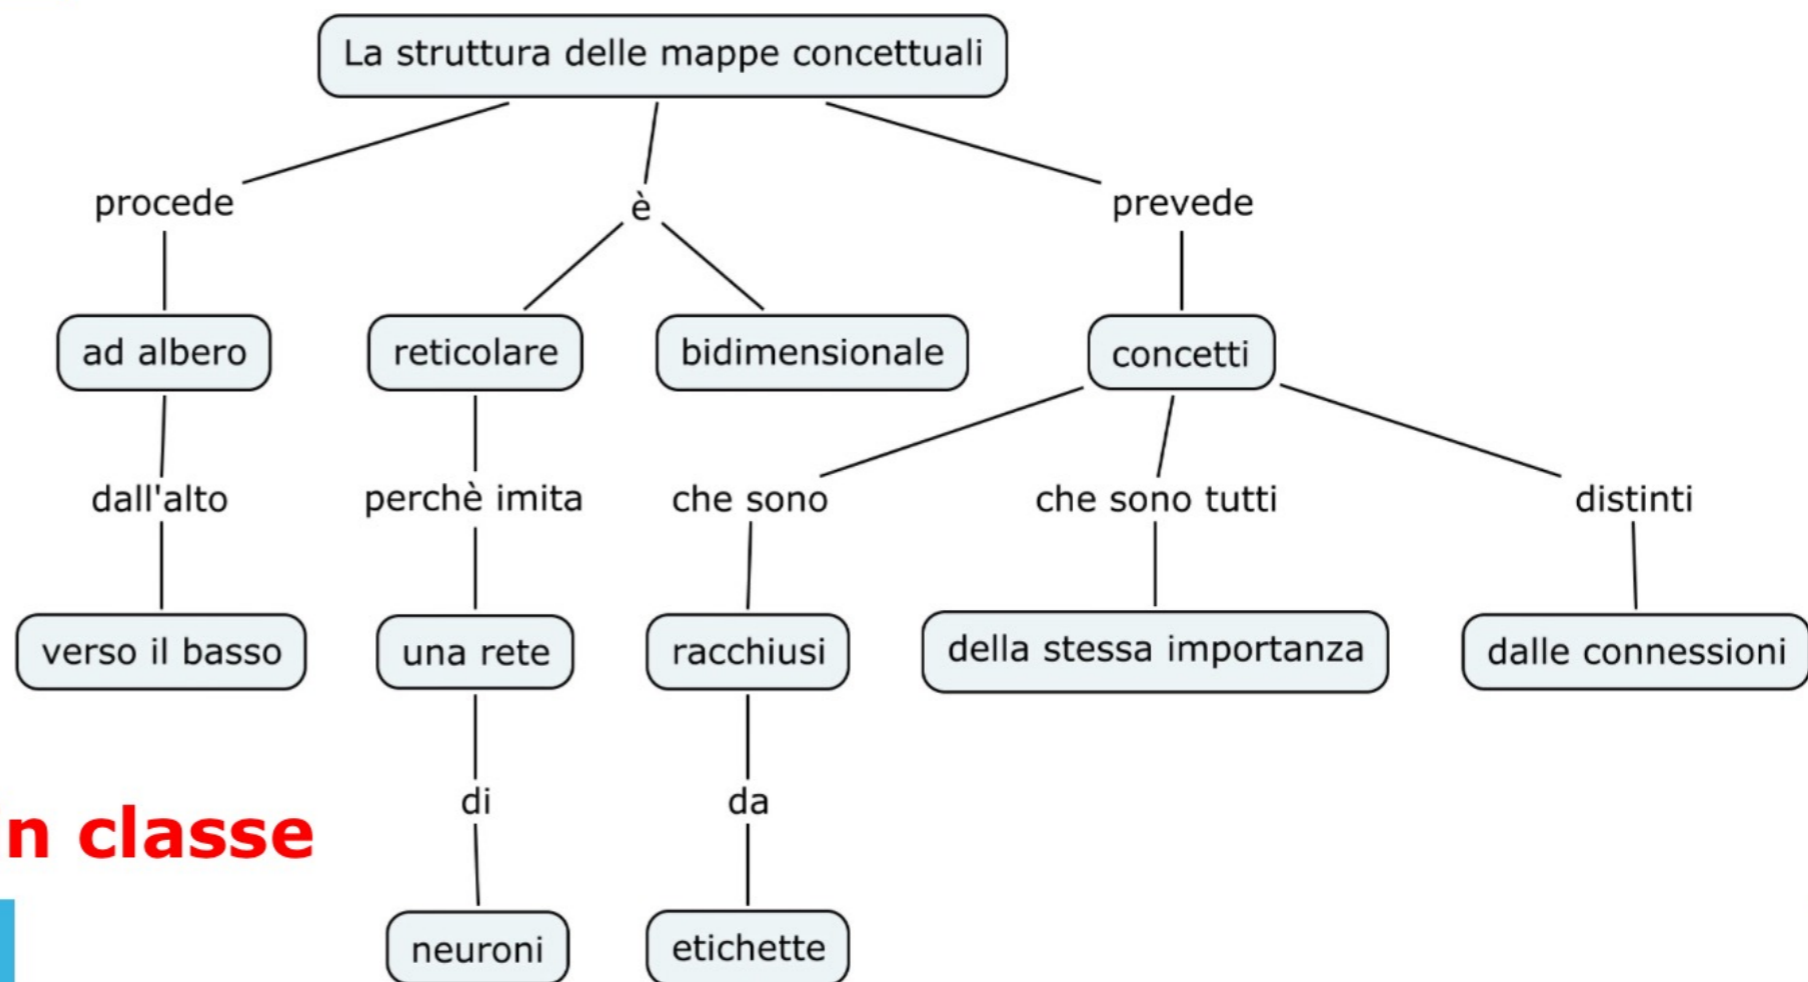 La struttura delle mappe concettuali
procede
è
prevede
ad albero
reticolare
bidimensionale
concetti
dall'alto
perchè imita
che sono
che sono tutti
distinti
verso il basso
una rete
racchiusi
della stessa importanza
dalle connessioni
di
da
n classe
neuroni
etichette